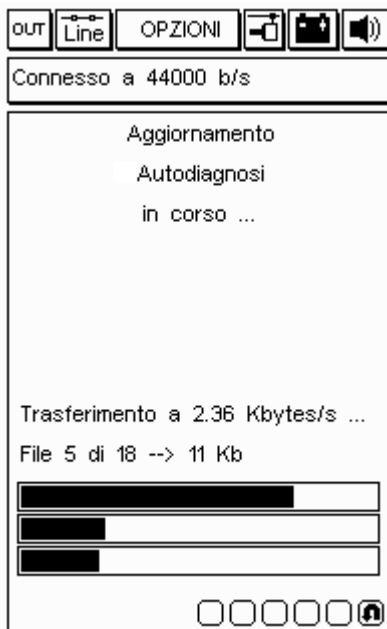 OUT Line OPZIONI
Connesso a 44000 b/s
Aggiornamento
Autodiagnosi
in corso ...
Trasferimento a 2.36 Kbytes/s ...
File 5 di 18 --> 11 Kb